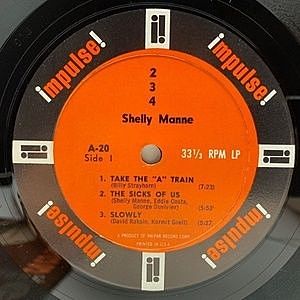 impulse!
impulse!
impulse!
impulse!
2
3
4
Shelly Manne
A-20
Side 1
33⅓ RPM LP
1. TAKE THE "A" TRAIN
(Billy Strayhorn) 7:23)
2. THE SICKS OF US
(Shelly Manne, Eddie Costa,
George Duvivier) 5:53)
3. SLOWLY
(David Raksin, Kermit Goell) 5:27)
A PRODUCT OF AM-PAR RECORD CORP.
PRINTED IN U.S.A.